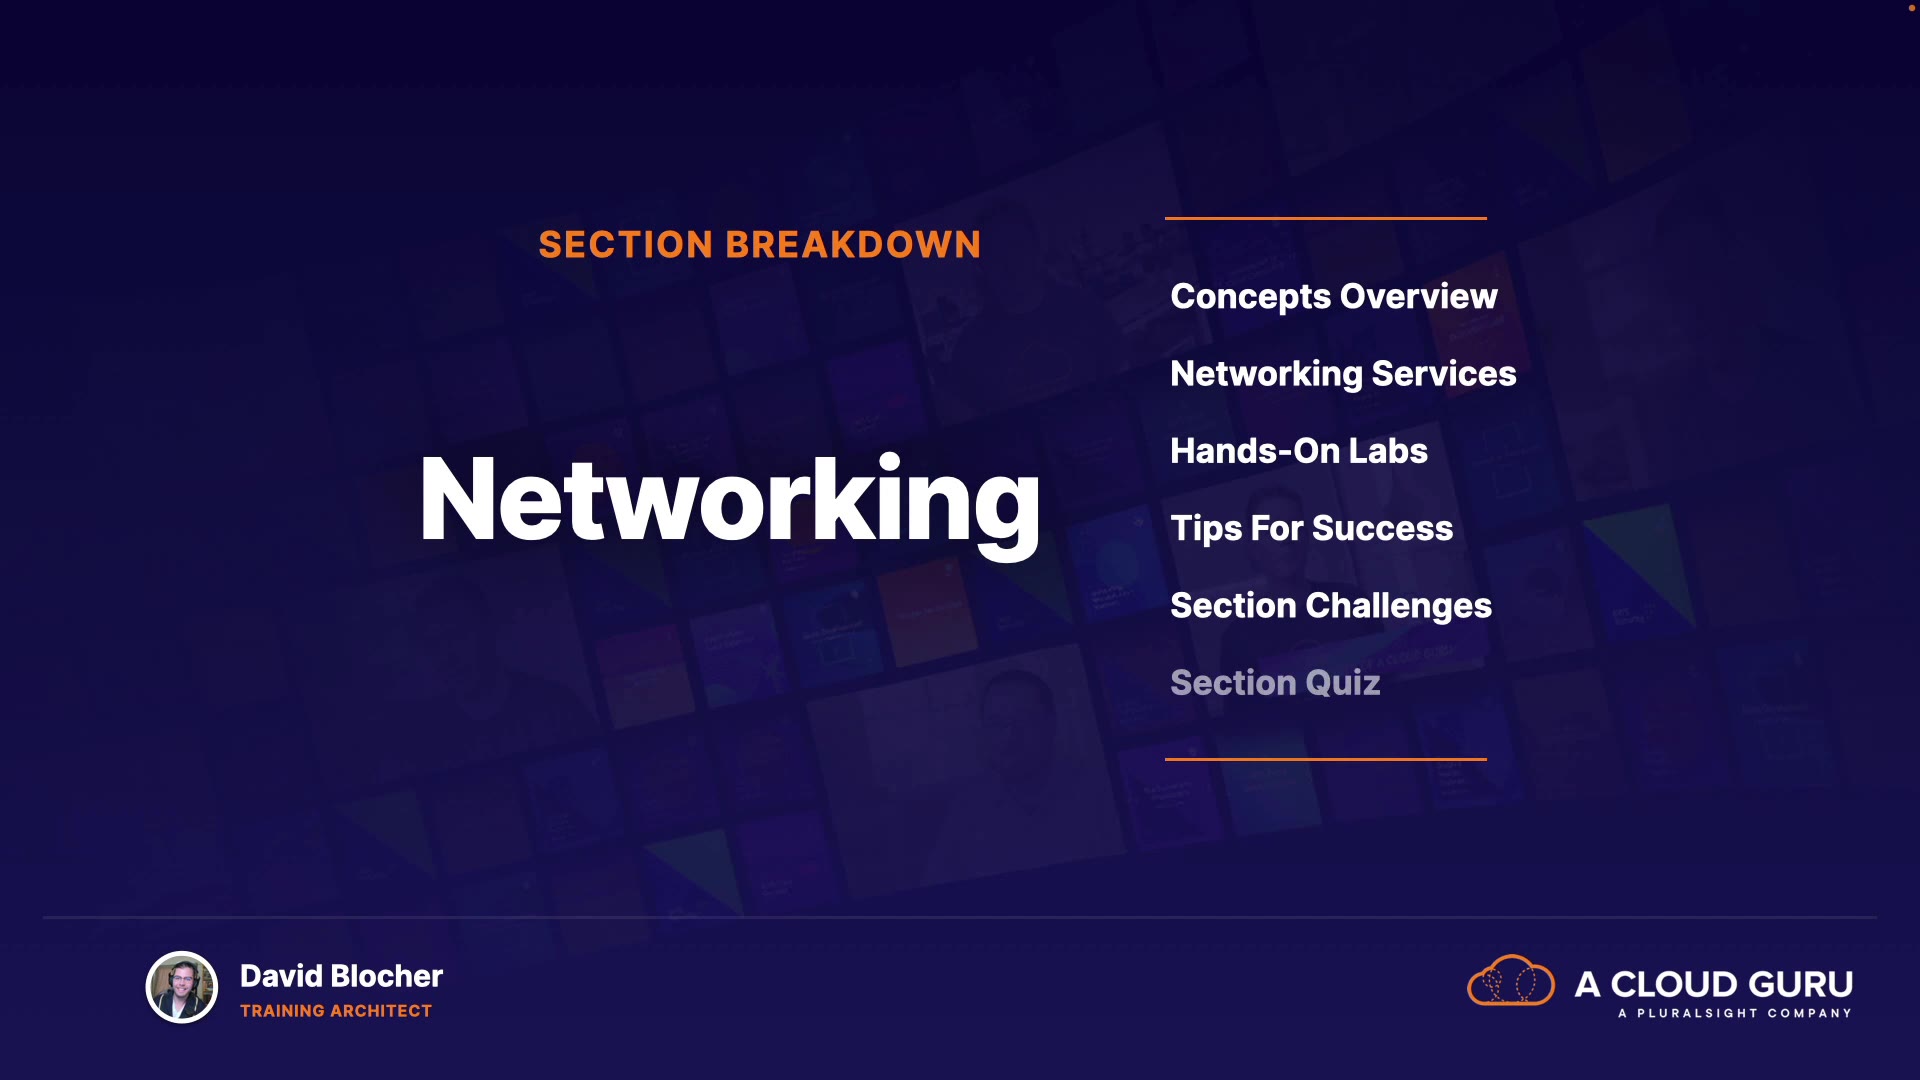 SECTION BREAKDOWN
Networking
Concepts Overview
Networking Services
Hands-On Labs
Tips For Success
Section Challenges
Section Quiz
David Blocher
TRAINING ARCHITECT
A CLOUD GURU
A PLURALSIGHT COMPANY